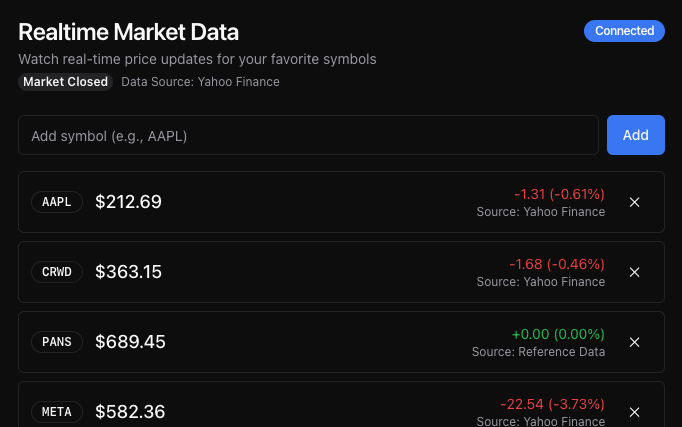 Realtime Market Data
Connected
Watch real-time price updates for your favorite symbols
Market Closed Data Source: Yahoo Finance
Add symbol (e.g., AAPL)
Add
AAPL $212.69 -1.31 (-0.61%)
Source: Yahoo Finance
CRWD $363.15 -1.68 (-0.46%)
Source: Yahoo Finance
PANS $689.45 +0.00 (0.00%)
Source: Reference Data
META $582.36 -22.54 (-3.73%)
Source: Yahoo Finance